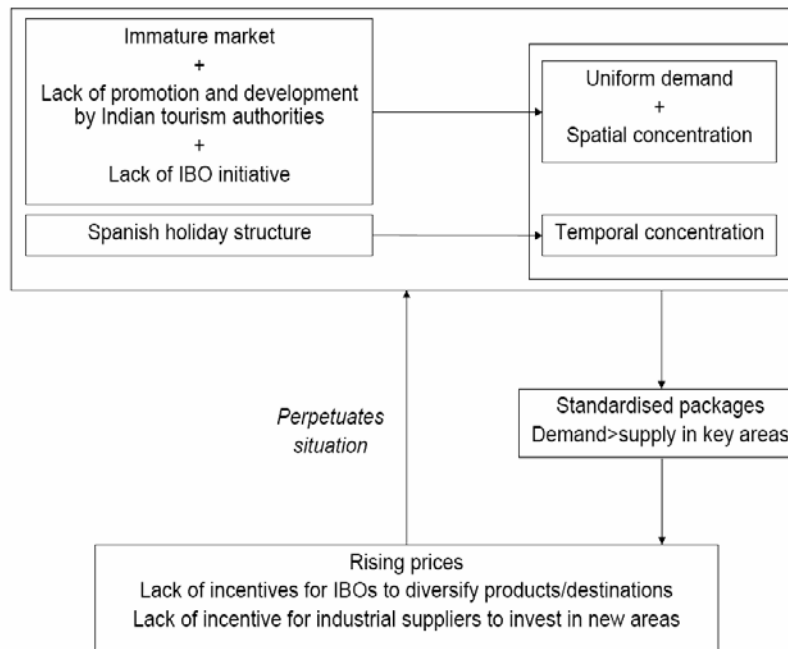 Immature market
+
Lack of promotion and development
by Indian tourism authorities
+
Lack of IBO initiative
Uniform demand
+
Spatial concentration
Spanish holiday structure
Temporal concentration
Perpetuates
situation
Standardised packages
Demand>supply in key areas
Rising prices
Lack of incentives for IBOs to diversify products/destinations
Lack of incentive for industrial suppliers to invest in new areas